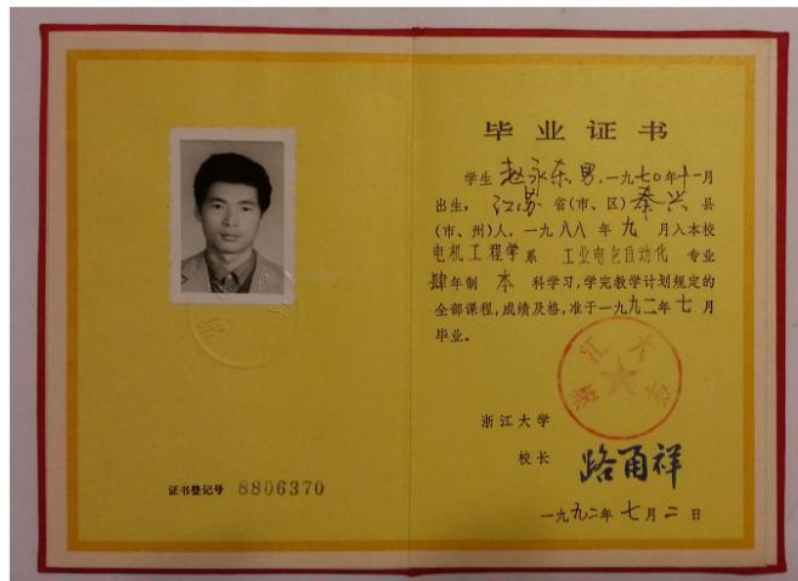 证书登记号 8806370
毕业证书
学生 赵永东,男,一九七〇年十一月
出生, 江苏 省(市、区) 泰兴 县
(市、州)人,一九八八年九月入本校
电机工程学系 工业电气自动化 专业
肆年制 本 科学习,学完教学计划规定的
全部课程,成绩及格,准于一九九二年七月
毕业。
浙江大学
浙江大学
校长 路甬祥
一九九二年七月二日